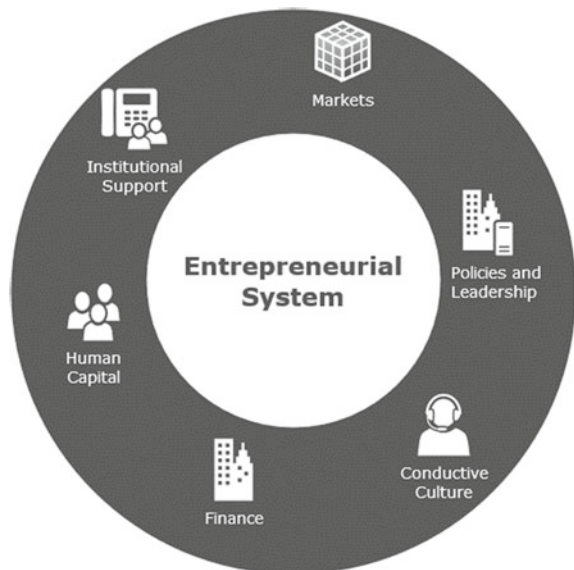 Markets
Institutional
Support
Entrepreneurial
System
Policies and
Leadership
Human
Capital
Conductive
Culture
Finance